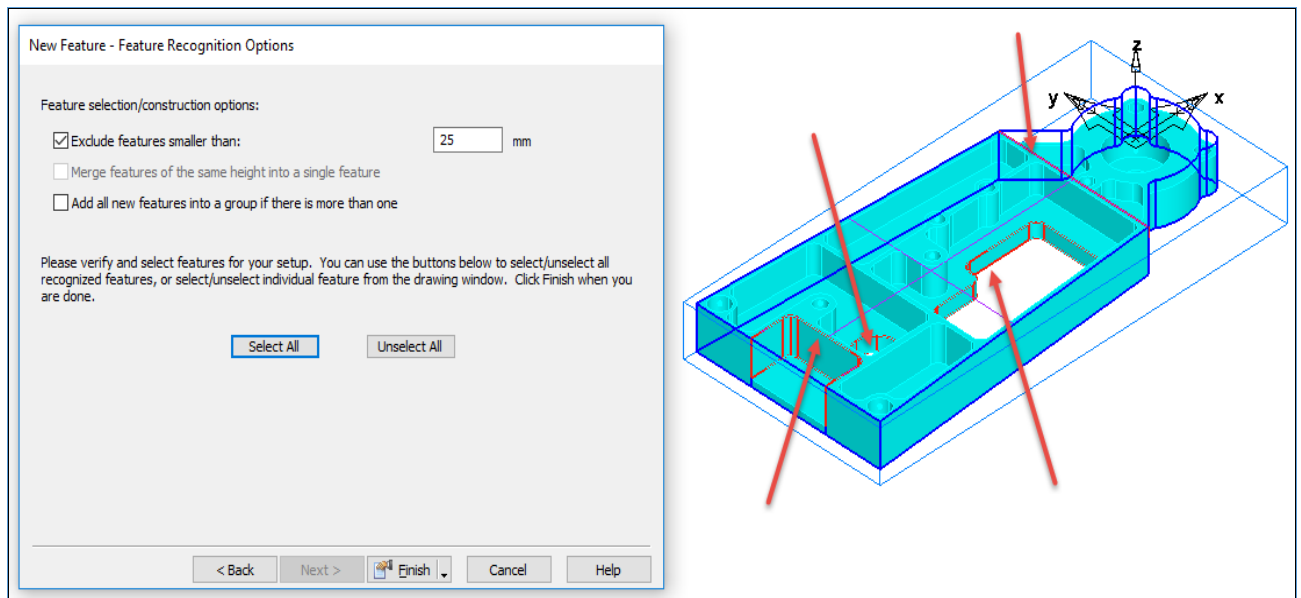 New Feature - Feature Recognition Options
Feature selection/construction options:
Exclude features smaller than: 25 mm
Merge features of the same height into a single feature
Add all new features into a group if there is more than one
Please verify and select features for your setup. You can use the buttons below to select/unselect all
recognized features, or select/unselect individual feature from the drawing window. Click Finish when you
are done.
Select All Unselect All
< Back Next > Finish Cancel Help
z
y x